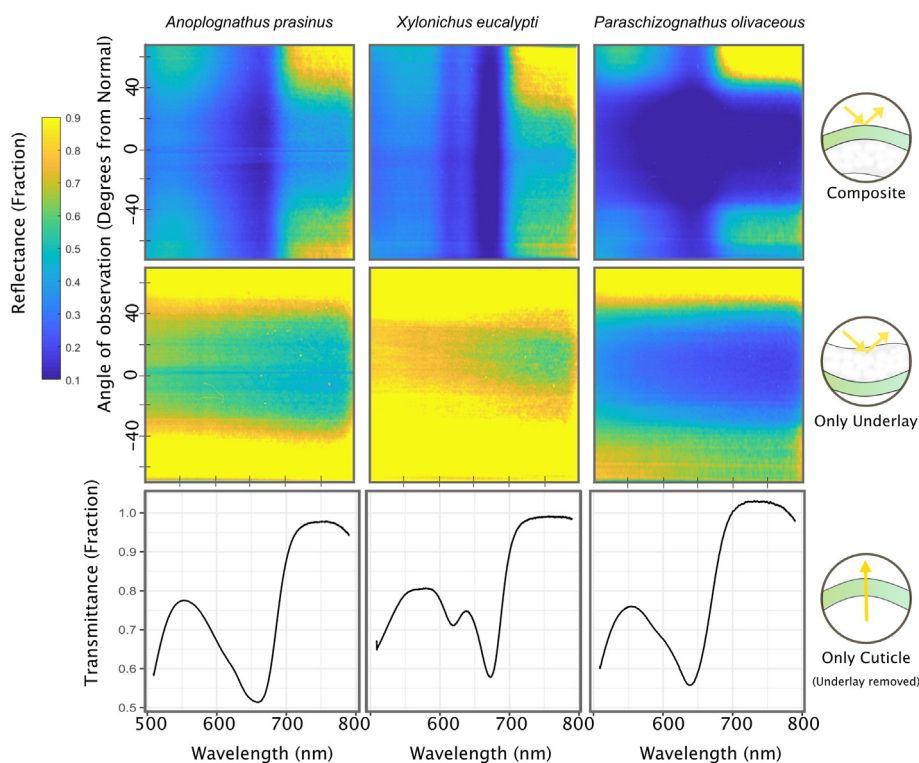 Anoplognathus prasinus
Xylonichus eucalypti
Paraschizognathus olivaceous
Reflectance (Fraction)
0.9
0.8
0.7
0.6
0.5
0.4
0.3
0.2
0.1
Angle of observation (Degrees from Normal)
40
0
−40
40
0
−40
Composite
Only Underlay
Transmittance (Fraction)
1.0
0.9
0.8
0.7
0.6
0.5
Only Cuticle
(Underlay removed)
500 600 700 800 600 700 800 600 700 800
Wavelength (nm) Wavelength (nm) Wavelength (nm)